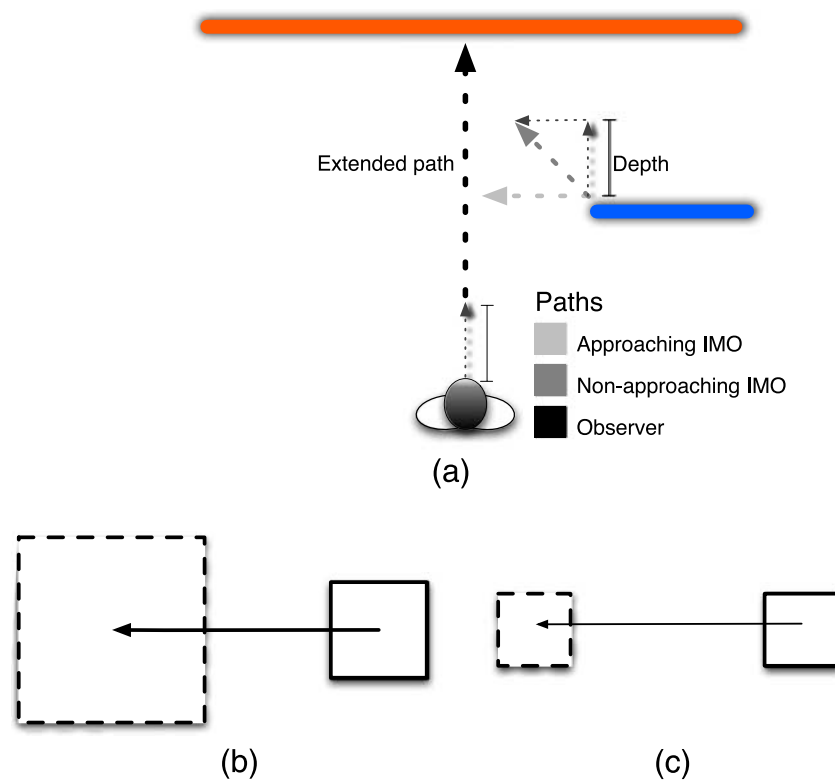 Extended path
Depth
Paths
Approaching IMO
Non-approaching IMO
Observer
(a)
(b)
(c)